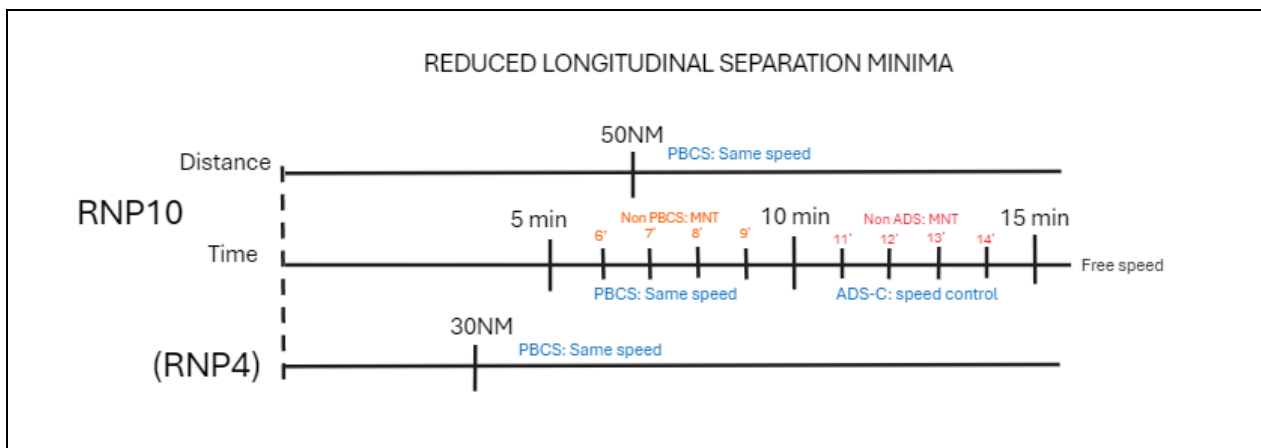 REDUCED LONGITUDINAL SEPARATION MINIMA
50NM
PBCS: Same speed
Distance
RNP10
5 min
Non PBCS: MNT
10 min
Non ADS: MNT
15 min
6' 7' 8' 9'
11' 12' 13' 14'
Time
Free speed
PBCS: Same speed
ADS-C: speed control
30NM
PBCS: Same speed
(RNP4)